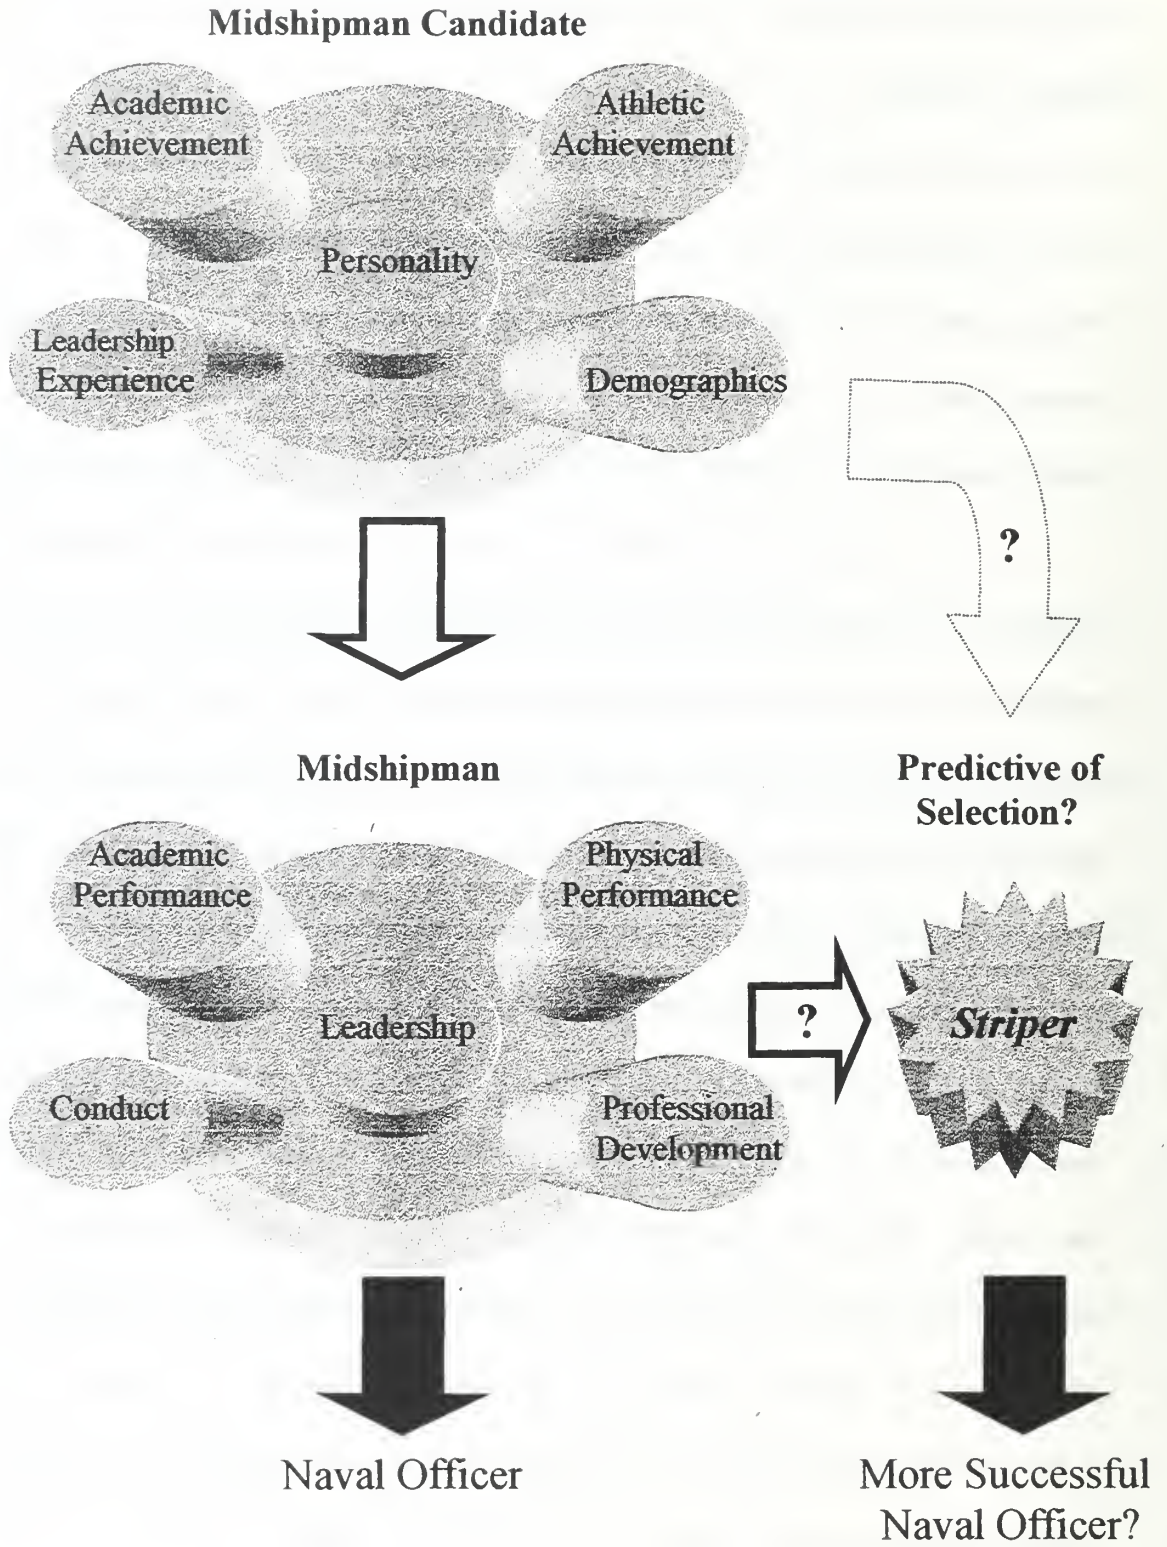 Midshipman Candidate
Academic
Achievement
Athletic
Achievement
Personality
Leadership
Experience
Demographics
?
Midshipman
Predictive of
Selection?
Academic
Performance
Physical
Performance
Leadership
?
Striper
Conduct
Professional
Development
Naval Officer
More Successful
Naval Officer?